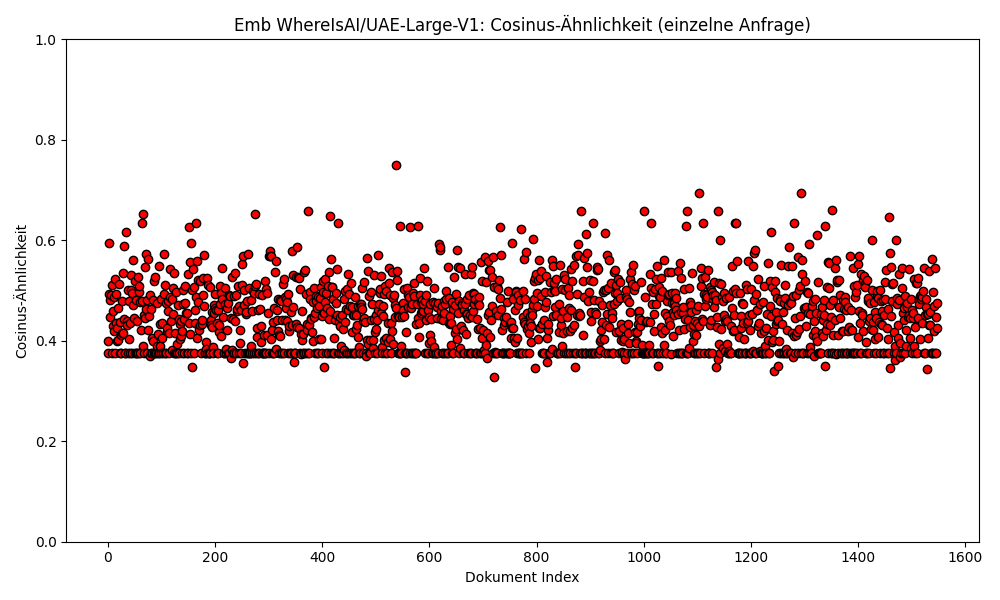 Emb WhereIsAI/UAE-Large-V1: Cosinus-Ähnlichkeit (einzelne Anfrage)
Cosinus-Ähnlichkeit
1.0
0.8
0.6
0.4
0.2
0.0
0 200 400 600 800 1000 1200 1400 1600
Dokument Index